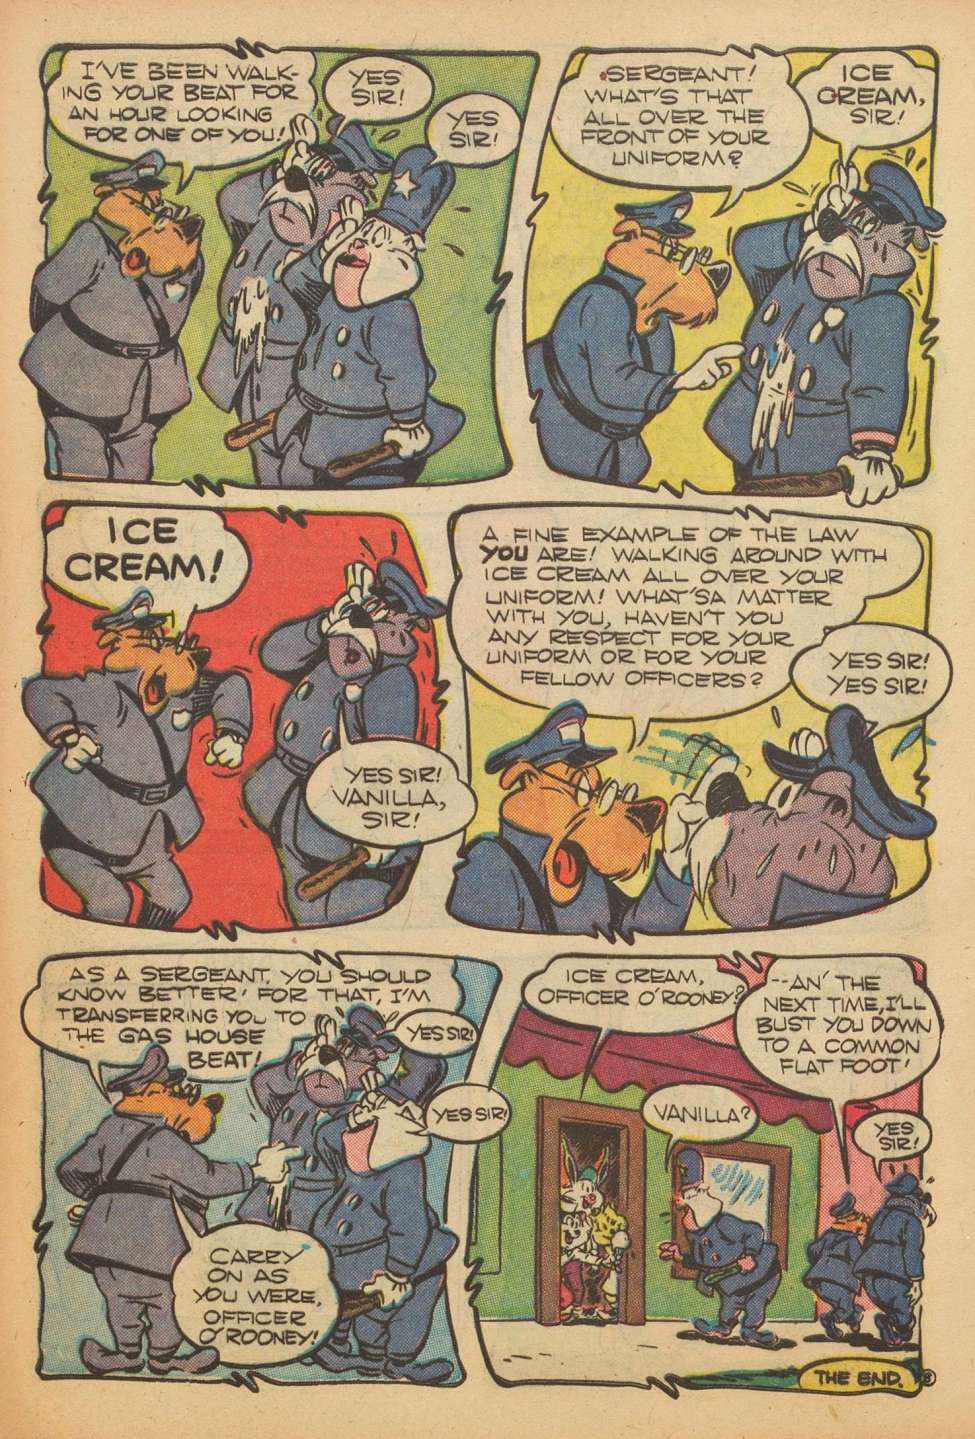 I'VE BEEN WALK-
ING YOUR BEAT FOR
AN HOUR LOOKING
FOR ONE OF YOU!
YES
SIR!
YES
SIR!
SERGEANT!
WHAT'S THAT
ALL OVER THE
FRONT OF YOUR
UNIFORM?
ICE
CREAM,
SIR!
ICE
CREAM!
YES SIR!
VANILLA,
SIR!
A FINE EXAMPLE OF THE LAW
YOU ARE! WALKING AROUND WITH
ICE CREAM ALL OVER YOUR
UNIFORM! WHAT'SA MATTER
WITH YOU, HAVEN'T YOU
ANY RESPECT FOR YOUR
UNIFORM OR FOR YOUR
FELLOW OFFICERS?
YES SIR!
YES SIR!
AS A SERGEANT, YOU SHOULD
KNOW BETTER! FOR THAT, I'M
TRANSFERRING YOU TO
THE GAS HOUSE
BEAT!
YES SIR!
YES SIR!
CARRY
ON AS
YOU WERE,
OFFICER
O'ROONEY!
ICE CREAM,
OFFICER O'ROONEY?
VANILLA?
--AN' THE
NEXT TIME, I'LL
BUST YOU DOWN
TO A COMMON
FLAT FOOT!
YES
SIR!
THE END.
8